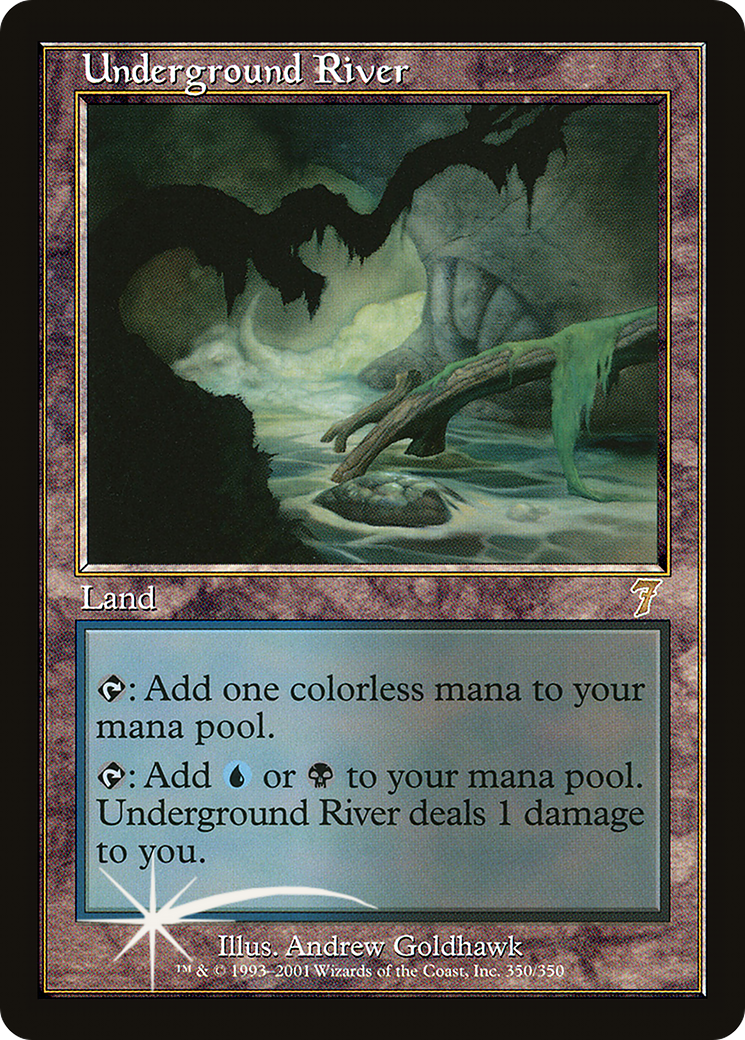 Underground River
Land
7
: Add one colorless mana to your
mana pool.
: Add or to your mana pool.
Underground River deals 1 damage
to you.
Illus. Andrew Goldhawk
™ & © 1993–2001 Wizards of the Coast, Inc. 350/350